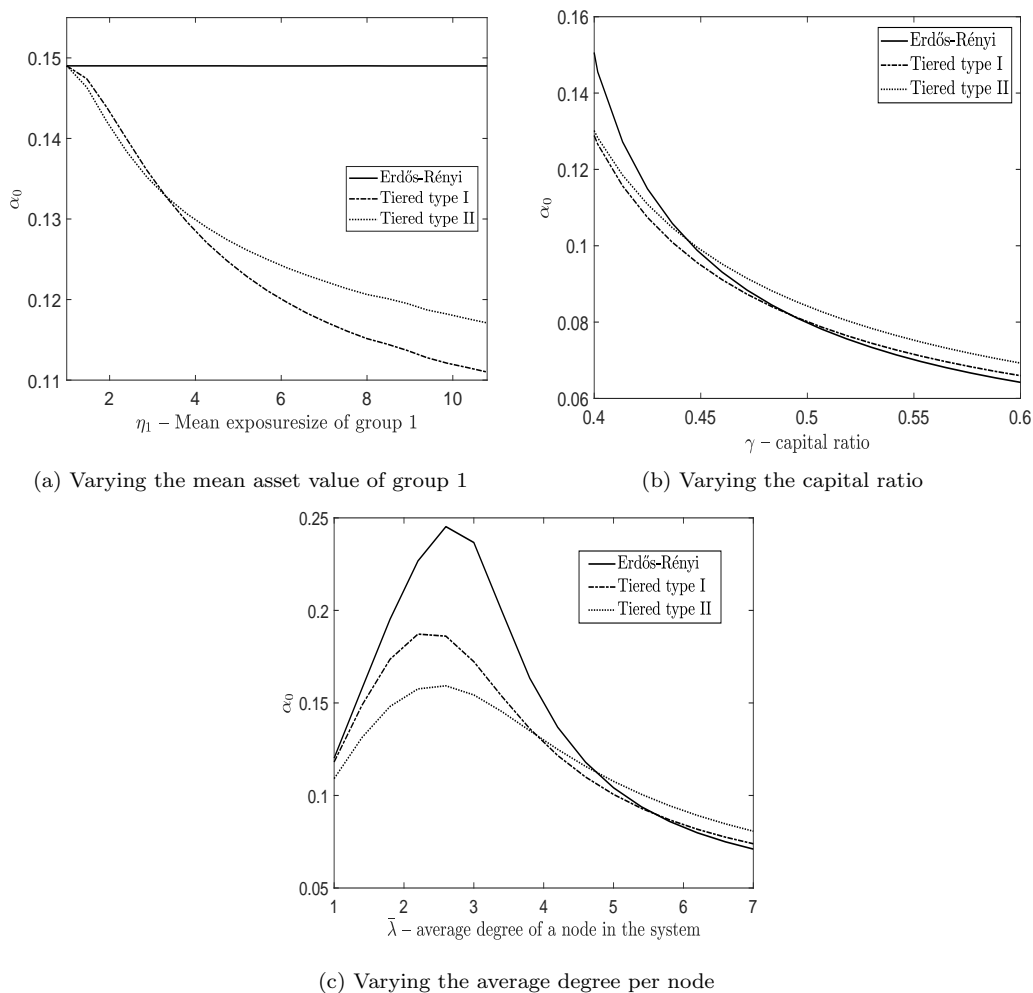 0.15
0.14
0.13
0.12
0.11
α₀
2 4 6 8 10
η₁ – Mean exposuresize of group 1
Erdős-Rényi
Tiered type I
Tiered type II
(a) Varying the mean asset value of group 1
0.16
0.14
0.12
0.1
0.08
0.06
α₀
0.4 0.45 0.5 0.55 0.6
γ – capital ratio
Erdős-Rényi
Tiered type I
Tiered type II
(b) Varying the capital ratio
0.25
0.2
0.15
0.1
0.05
α₀
1 2 3 4 5 6 7
λ̄ – average degree of a node in the system
Erdős-Rényi
Tiered type I
Tiered type II
(c) Varying the average degree per node